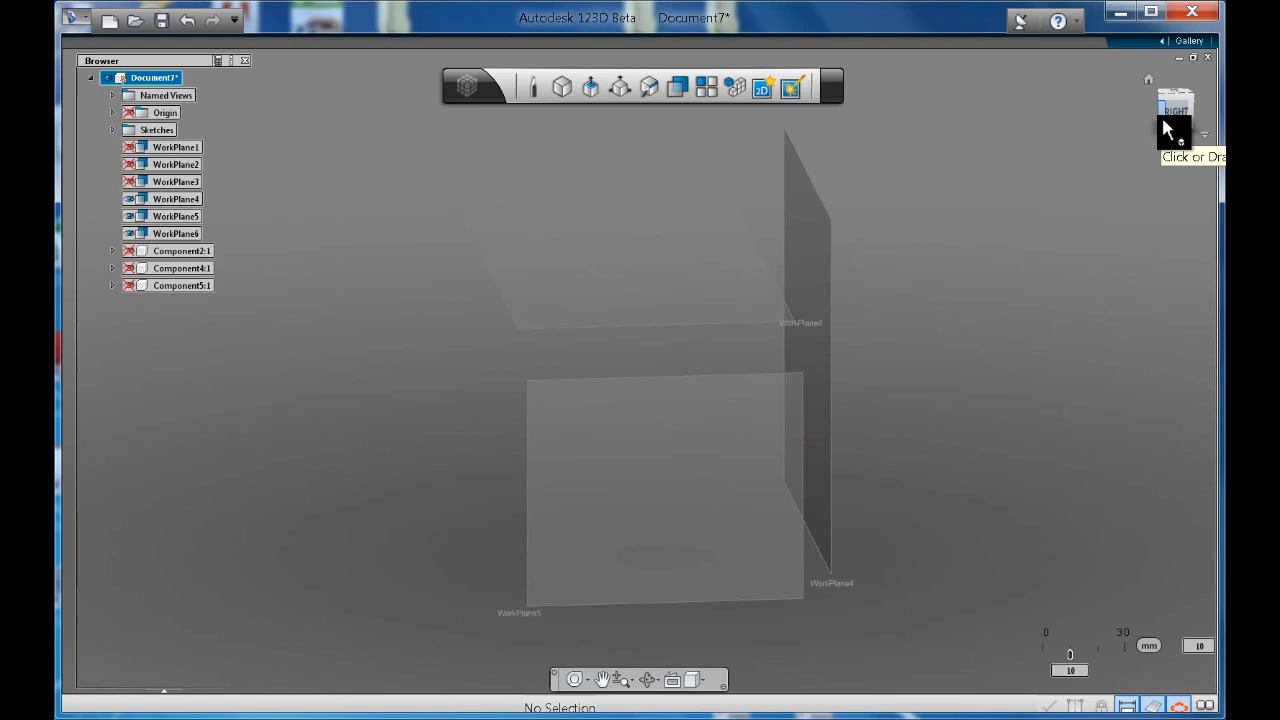 Autodesk 123D Beta Document7*
Gallery
Browser
Document7*
Named Views
Origin
Sketches
WorkPlane1
WorkPlane2
WorkPlane3
WorkPlane4
WorkPlane5
WorkPlane6
Component2:1
Component4:1
Component5:1
2D
RIGHT
Click or Dra
WorkPlane6
WorkPlane4
WorkPlane5
0 30
mm 10
10
No Selection